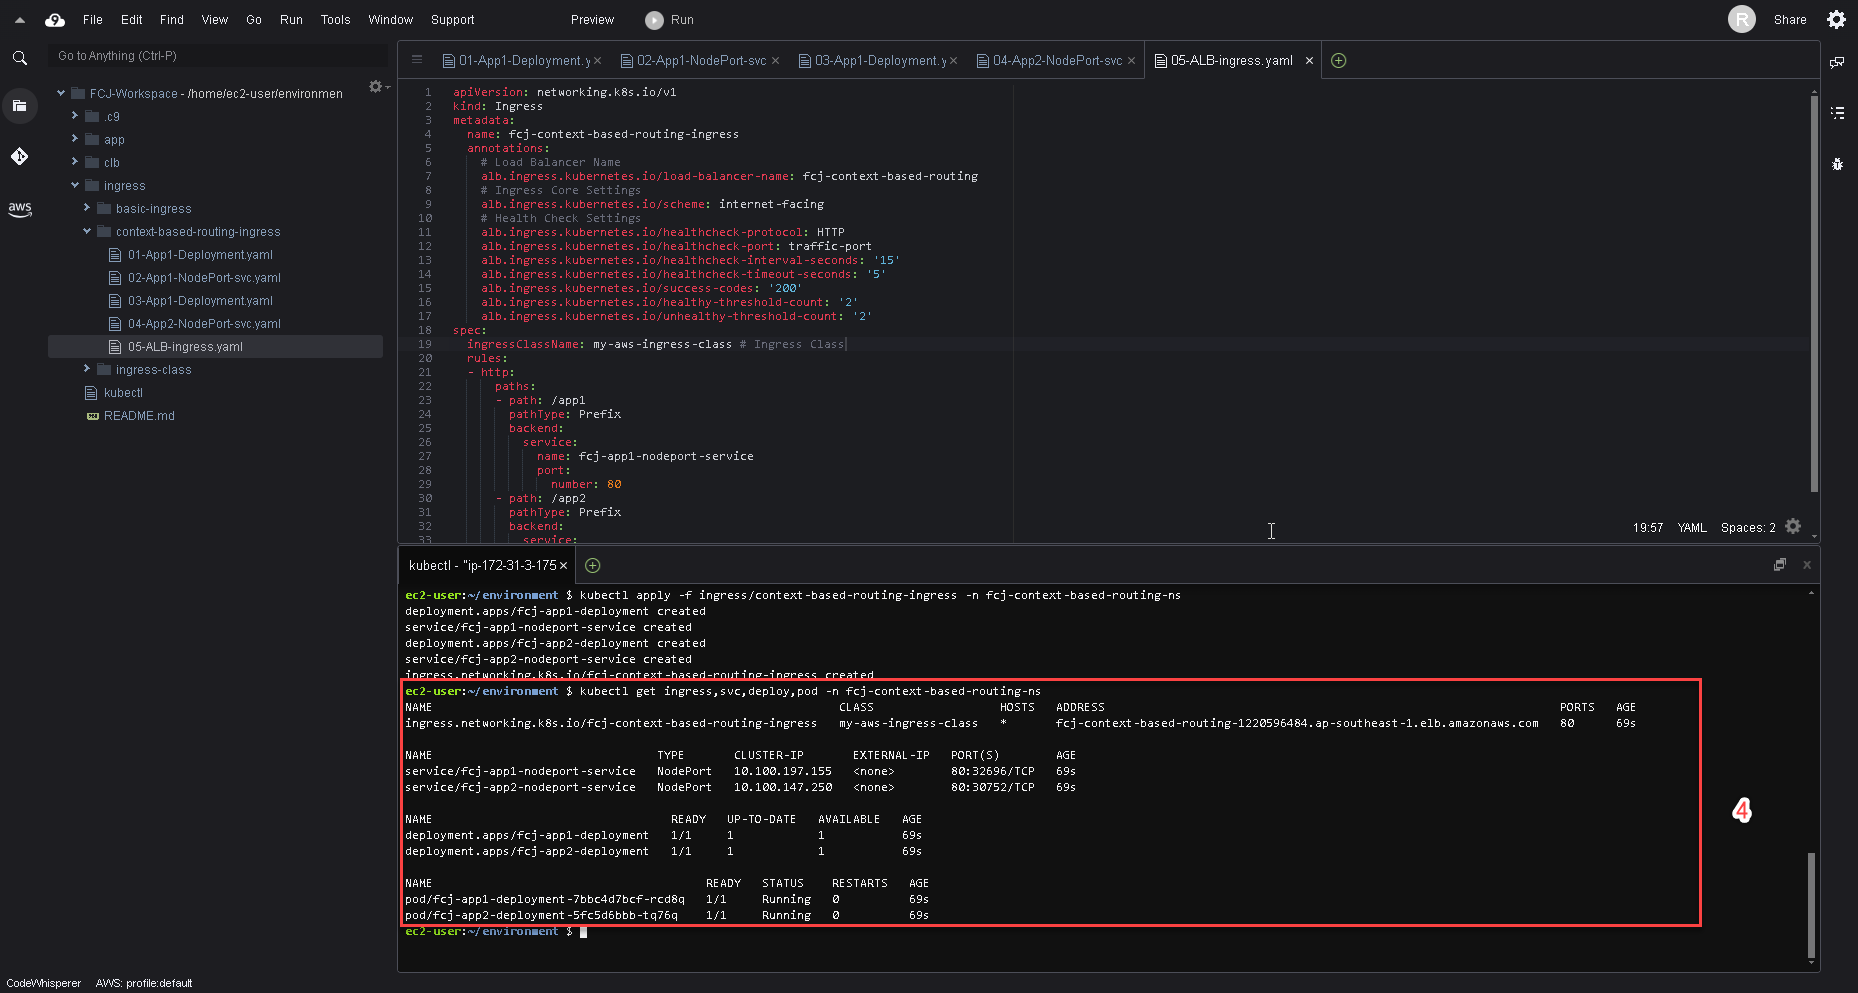 9 File Edit Find View Go Run Tools Window Support Preview Run R Share
Go to Anything (Ctrl-P)
FCJ-Workspace - /home/ec2-user/environmen
.c9
app
clb
ingress
basic-ingress
context-based-routing-ingress
01-App1-Deployment.yaml
02-App1-NodePort-svc.yaml
03-App1-Deployment.yaml
04-App2-NodePort-svc.yaml
05-ALB-ingress.yaml
ingress-class
kubectl
README.md
aws
01-App1-Deployment.y 02-App1-NodePort-svc 03-App1-Deployment.y 04-App2-NodePort-svc 05-ALB-ingress.yaml
1 apiVersion: networking.k8s.io/v1
2 kind: Ingress
3 metadata:
4 name: fcj-context-based-routing-ingress
5 annotations:
6 # Load Balancer Name
7 alb.ingress.kubernetes.io/load-balancer-name: fcj-context-based-routing
8 # Ingress Core Settings
9 alb.ingress.kubernetes.io/scheme: internet-facing
10 # Health Check Settings
11 alb.ingress.kubernetes.io/healthcheck-protocol: HTTP
12 alb.ingress.kubernetes.io/healthcheck-port: traffic-port
13 alb.ingress.kubernetes.io/healthcheck-interval-seconds: '15'
14 alb.ingress.kubernetes.io/healthcheck-timeout-seconds: '5'
15 alb.ingress.kubernetes.io/success-codes: '200'
16 alb.ingress.kubernetes.io/healthy-threshold-count: '2'
17 alb.ingress.kubernetes.io/unhealthy-threshold-count: '2'
18 spec:
19 ingressClassName: my-aws-ingress-class # Ingress Class
20 rules:
21 - http:
22 paths:
23 - path: /app1
24 pathType: Prefix
25 backend:
26 service:
27 name: fcj-app1-nodeport-service
28 port:
29 number: 80
30 - path: /app2
31 pathType: Prefix
32 backend:
33 service:
19:57 YAML Spaces: 2
kubectl - "ip-172-31-3-175
ec2-user:~/environment $ kubectl apply -f ingress/context-based-routing-ingress -n fcj-context-based-routing-ns
deployment.apps/fcj-app1-deployment created
service/fcj-app1-nodeport-service created
deployment.apps/fcj-app2-deployment created
service/fcj-app2-nodeport-service created
ingress.networking.k8s.io/fcj-context-based-routing-ingress created
ec2-user:~/environment $ kubectl get ingress,svc,deploy,pod -n fcj-context-based-routing-ns
NAME CLASS HOSTS ADDRESS PORTS AGE
ingress.networking.k8s.io/fcj-context-based-routing-ingress my-aws-ingress-class * fcj-context-based-routing-1220596484.ap-southeast-1.elb.amazonaws.com 80 69s
NAME TYPE CLUSTER-IP EXTERNAL-IP PORT(S) AGE
service/fcj-app1-nodeport-service NodePort 10.100.197.155 <none> 80:32696/TCP 69s
service/fcj-app2-nodeport-service NodePort 10.100.147.250 <none> 80:30752/TCP 69s
NAME READY UP-TO-DATE AVAILABLE AGE
deployment.apps/fcj-app1-deployment 1/1 1 1 69s
deployment.apps/fcj-app2-deployment 1/1 1 1 69s
NAME READY STATUS RESTARTS AGE
pod/fcj-app1-deployment-7bbc4d7bcf-rcd8q 1/1 Running 0 69s
pod/fcj-app2-deployment-5fc5d6bbb-tq76q 1/1 Running 0 69s
ec2-user:~/environment $
4
CodeWhisperer AWS: profile:default